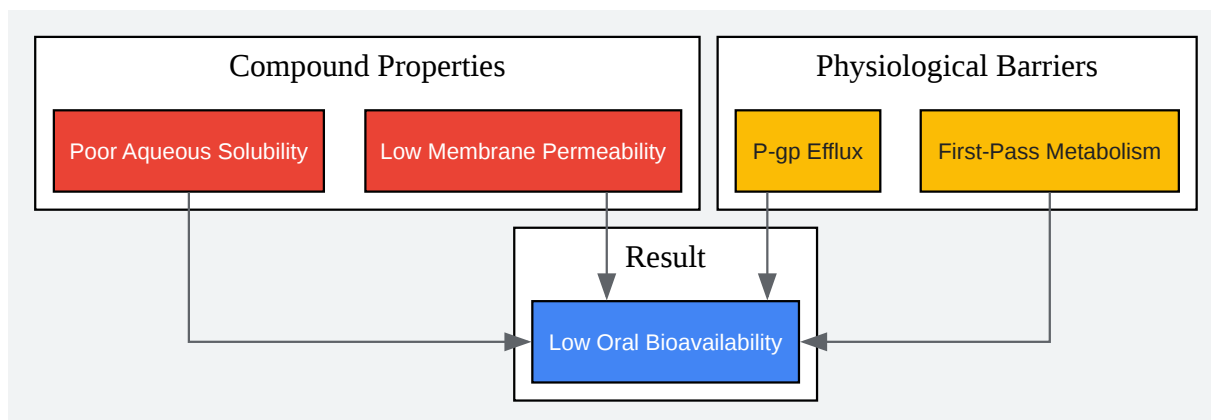 Compound Properties
Physiological Barriers
Poor Aqueous Solubility
Low Membrane Permeability
P-gp Efflux
First-Pass Metabolism
Result
Low Oral Bioavailability